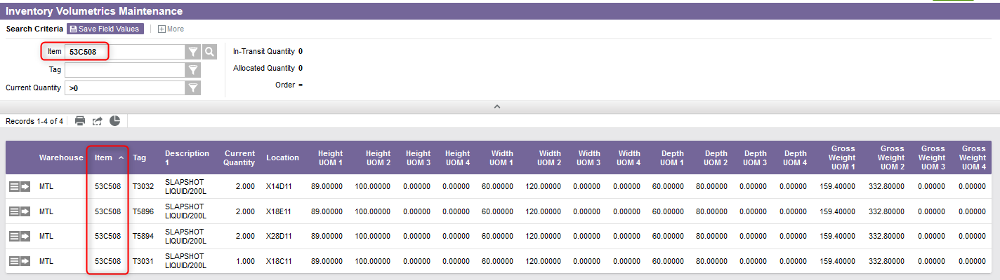 Inventory Volumetrics Maintenance
Search Criteria Save Field Values More
Item 53C508 In-Transit Quantity 0
Tag Allocated Quantity 0
Current Quantity >0 Order =
Records 1-4 of 4
Warehouse Item Tag Description 1 Current Quantity Location Height UOM 1 Height UOM 2 Height UOM 3 Height UOM 4 Width UOM 1 Width UOM 2 Width UOM 3 Width UOM 4 Depth UOM 1 Depth UOM 2 Depth UOM 3 Depth UOM 4 Gross Weight UOM 1 Gross Weight UOM 2 Gross Weight UOM 3 Gross Weight UOM 4
MTL 53C508 T3032 SLAPSHOT LIQUID/200L 2.000 X14D11 89.00000 100.00000 0.00000 0.00000 60.00000 120.00000 0.00000 0.00000 60.00000 80.00000 0.00000 0.00000 159.40000 332.80000 0.00000 0.00000
MTL 53C508 T5896 SLAPSHOT LIQUID/200L 2.000 X18E11 89.00000 100.00000 0.00000 0.00000 60.00000 120.00000 0.00000 0.00000 60.00000 80.00000 0.00000 0.00000 159.40000 332.80000 0.00000 0.00000
MTL 53C508 T5894 SLAPSHOT LIQUID/200L 2.000 X28D11 89.00000 100.00000 0.00000 0.00000 60.00000 120.00000 0.00000 0.00000 60.00000 80.00000 0.00000 0.00000 159.40000 332.80000 0.00000 0.00000
MTL 53C508 T3031 SLAPSHOT LIQUID/200L 1.000 X18C11 89.00000 100.00000 0.00000 0.00000 60.00000 120.00000 0.00000 0.00000 60.00000 80.00000 0.00000 0.00000 159.40000 332.80000 0.00000 0.00000